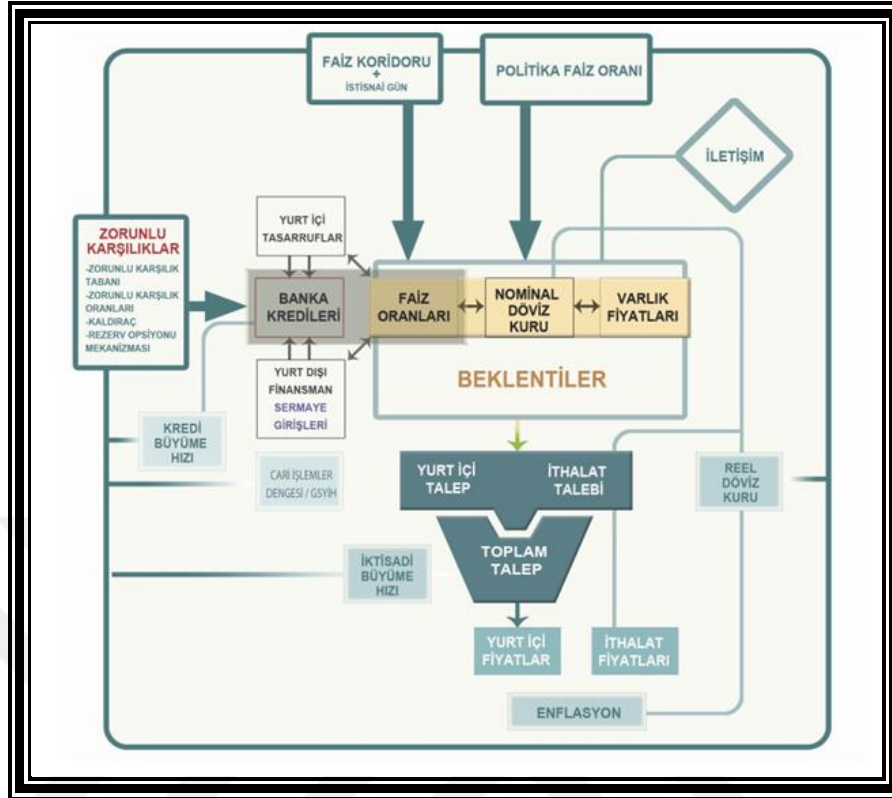 FAİZ KORİDORU
+
İSTİSNAİ GÜN
POLİTİKA FAİZ ORANI
İLETİŞİM
ZORUNLU
KARŞILIKLAR
-ZORUNLU KARŞILIK
TABANI
-ZORUNLU KARŞILIK
ORANLARI
-KALDIRAÇ
-REZERV OPSİYONU
MEKANİZMASI
YURT İÇİ
TASARRUFLAR
BANKA
KREDİLERİ
FAİZ
ORANLARI
NOMİNAL
DÖVİZ
KURU
VARLIK
FİYATLARI
YURT DIŞI
FİNANSMAN
SERMAYE
GİRİŞLERİ
BEKLENTİLER
KREDİ
BÜYÜME
HIZI
CARİ İŞLEMLER
DENGESİ / GSYİH
YURT İÇİ
TALEP
İTHALAT
TALEBİ
REEL
DÖVİZ
KURU
TOPLAM
TALEP
İKTİSADİ
BÜYÜME
HIZI
YURT İÇİ
FİYATLAR
İTHALAT
FİYATLARI
ENFLASYON